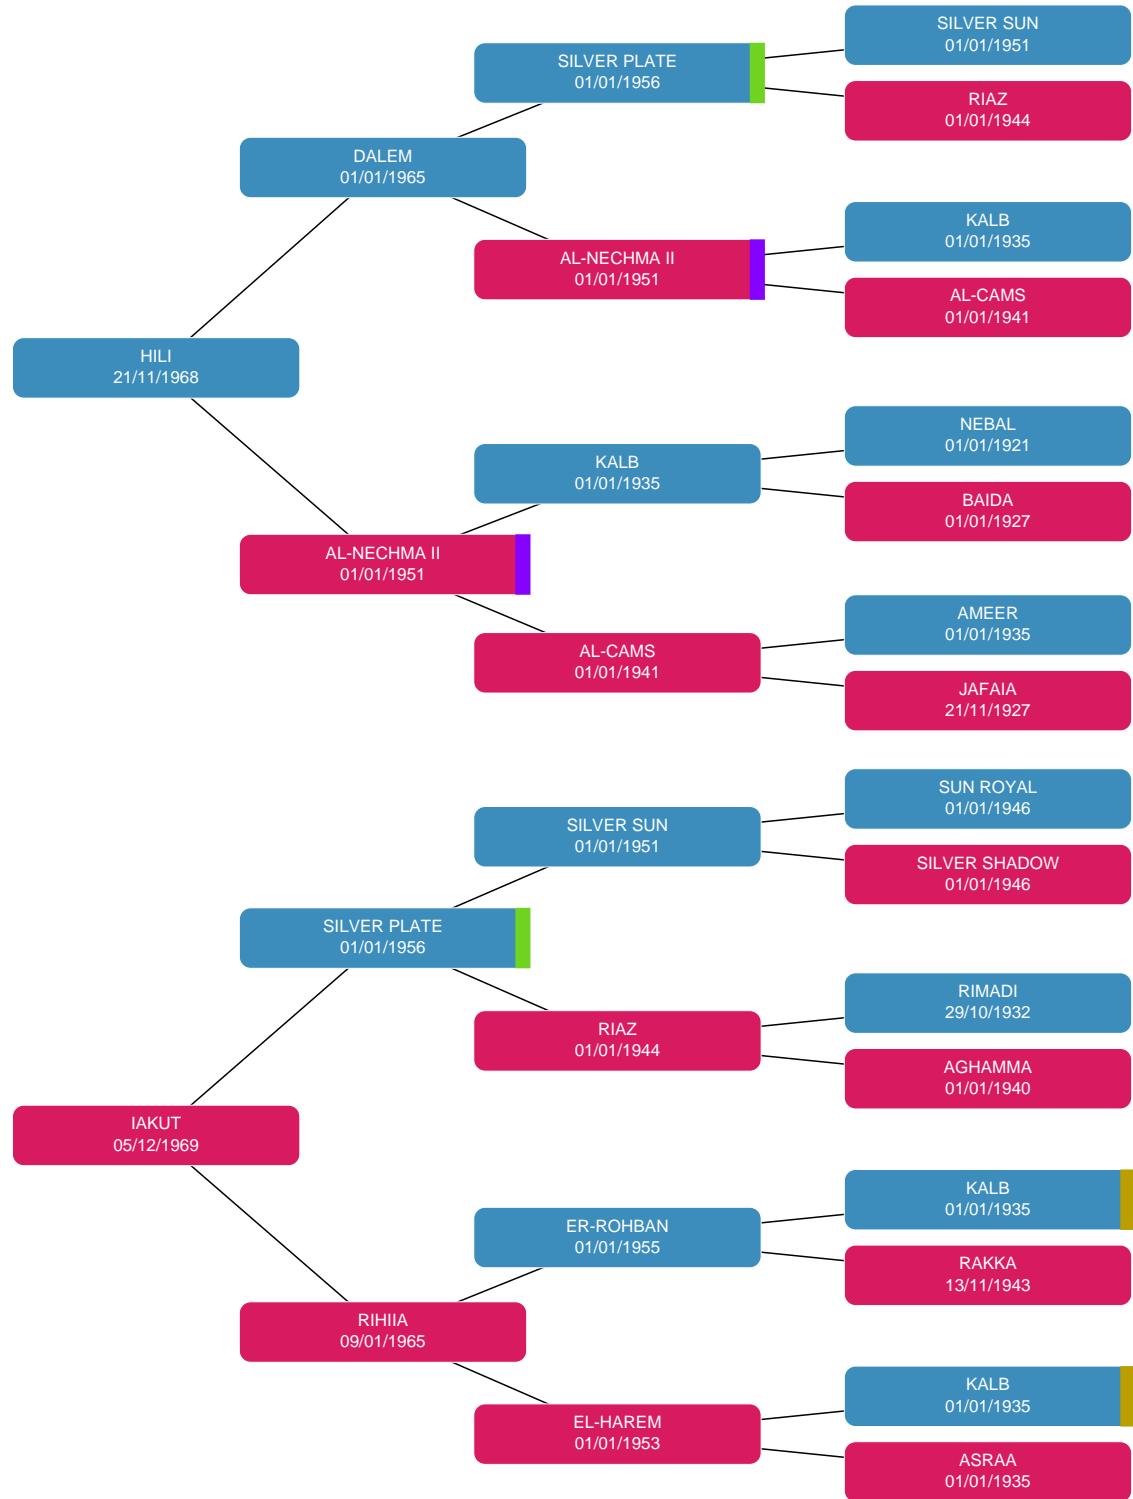 SILVER SUN
01/01/1951
SILVER PLATE
01/01/1956
RIAZ
01/01/1944
DALEM
01/01/1965
KALB
01/01/1935
AL-NECHMA II
01/01/1951
AL-CAMS
01/01/1941
HILI
21/11/1968
NEBAL
01/01/1921
KALB
01/01/1935
BAIDA
01/01/1927
AL-NECHMA II
01/01/1951
AMEER
01/01/1935
AL-CAMS
01/01/1941
JAFAIA
21/11/1927
SUN ROYAL
01/01/1946
SILVER SUN
01/01/1951
SILVER SHADOW
01/01/1946
SILVER PLATE
01/01/1956
RIMADI
29/10/1932
RIAZ
01/01/1944
AGHAMMA
01/01/1940
IAKUT
05/12/1969
KALB
01/01/1935
ER-ROHBAN
01/01/1955
RAKKA
13/11/1943
RIHIIA
09/01/1965
KALB
01/01/1935
EL-HAREM
01/01/1953
ASRAA
01/01/1935